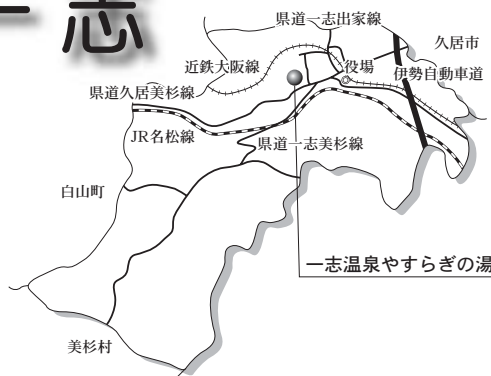 一志
県道一志出家線
久居市
近鉄大阪線
役場
伊勢自動車道
県道久居美杉線
JR名松線
県道一志美杉線
白山町
一志温泉やすらぎの湯
美杉村